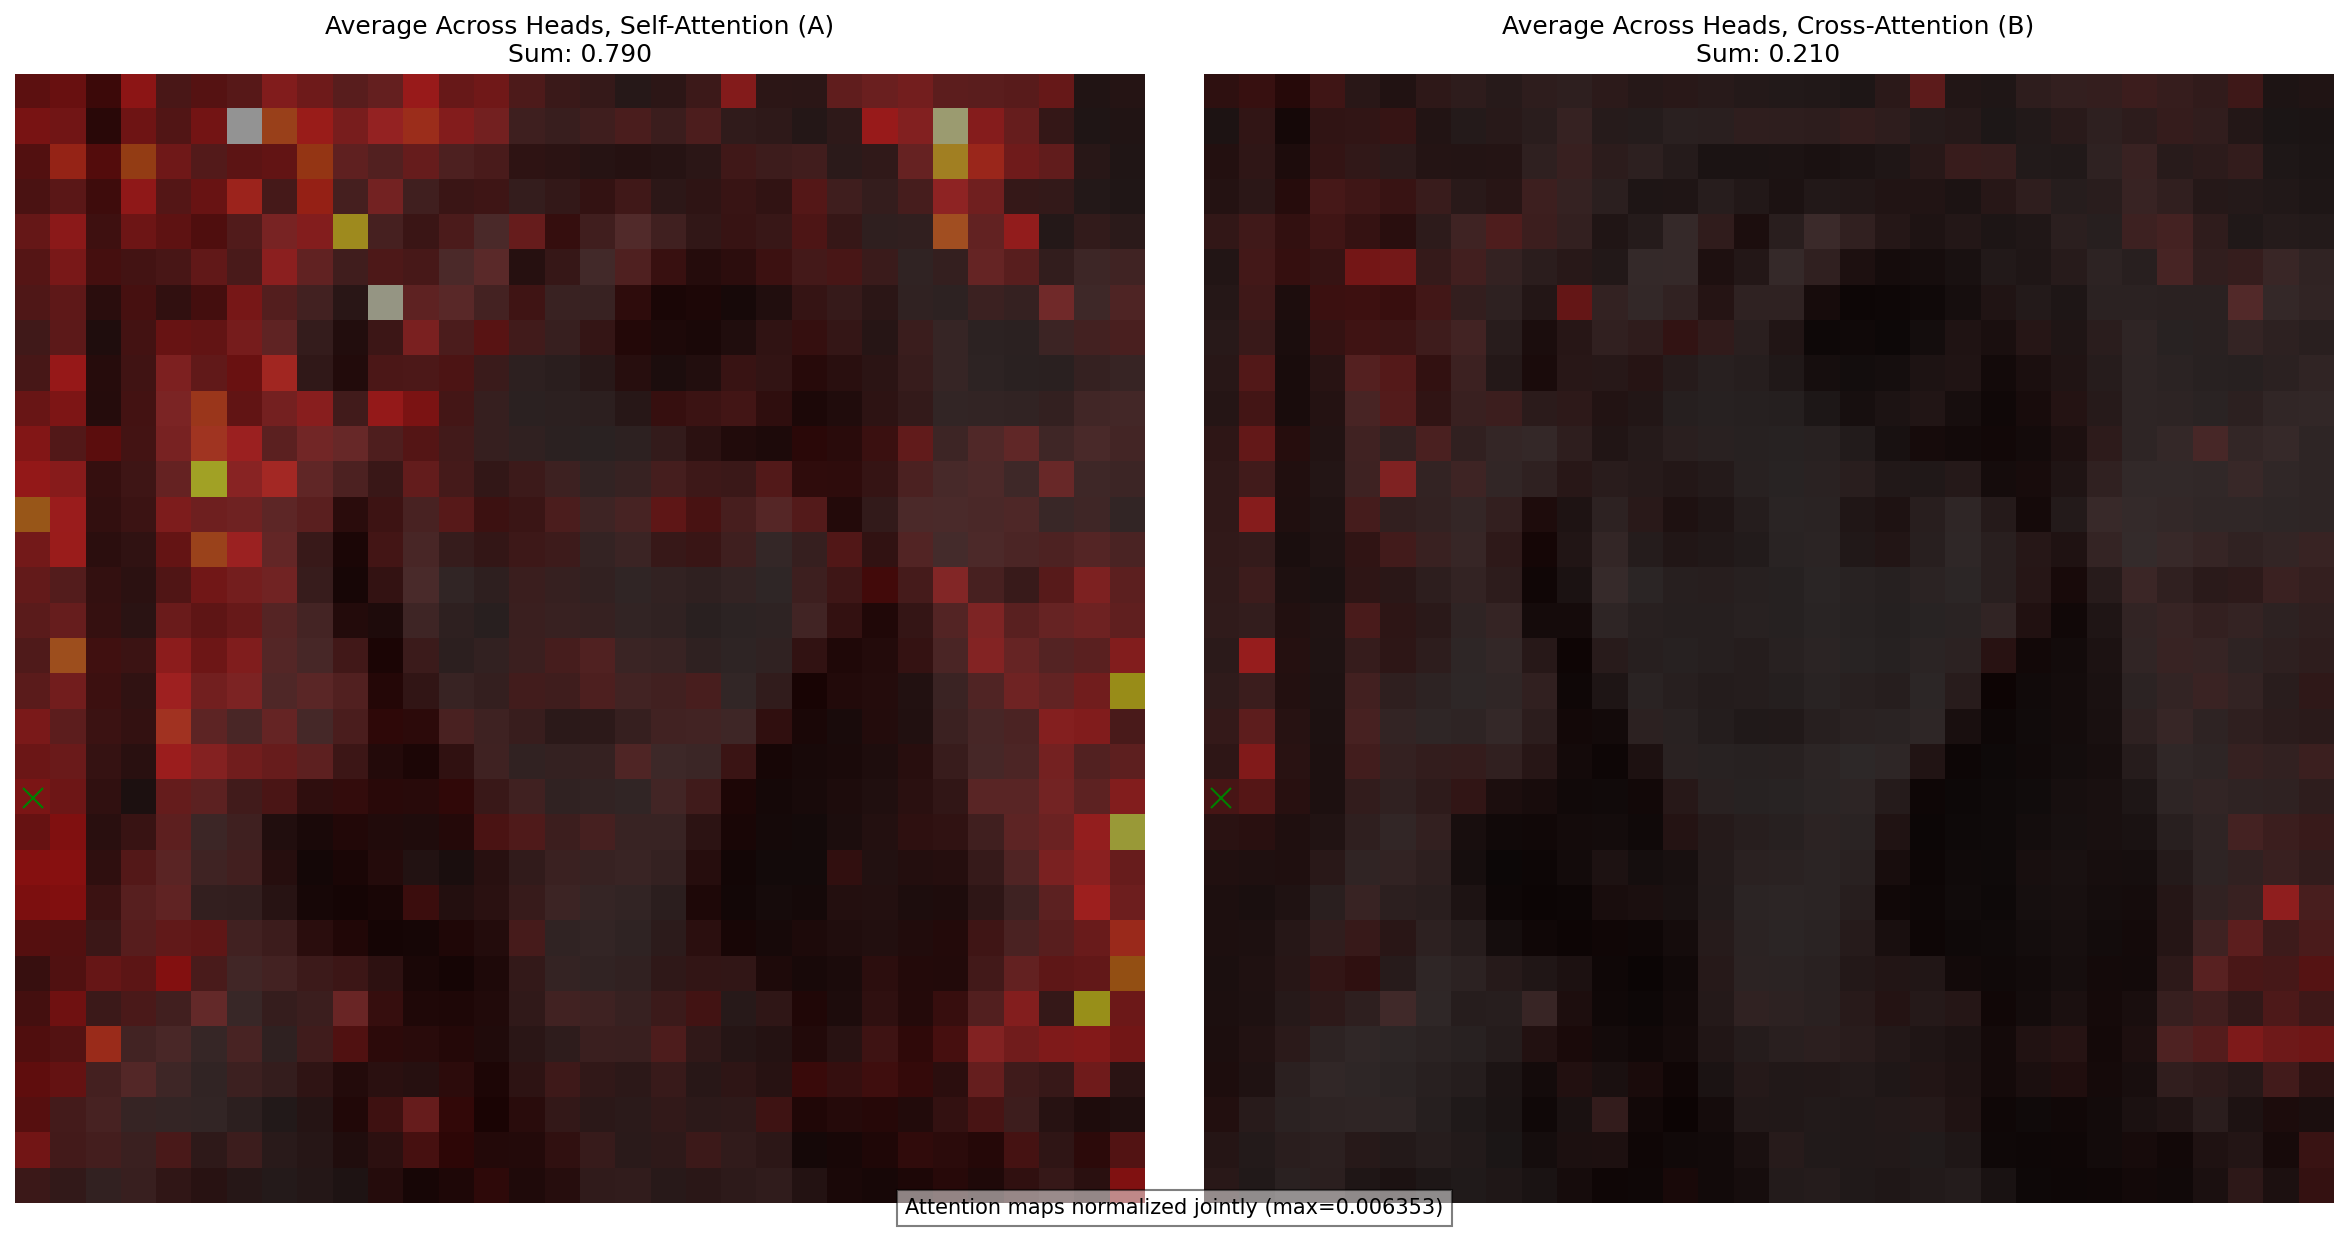 Average Across Heads, Self-Attention (A)
Sum: 0.790
Average Across Heads, Cross-Attention (B)
Sum: 0.210
Attention maps normalized jointly (max=0.006353)